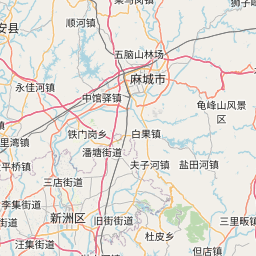 安县
顺河镇
五脑山林场
麻城市
永佳河镇
中馆驿镇
龟峰山风景
区
铁门岗乡
白果镇
里湾镇
潘塘街道
平桥镇
夫子河镇
盐田河镇
三店街道
李集街道
新洲区
旧街街道
三里畈镇
汪集街道
杜皮乡
但店镇